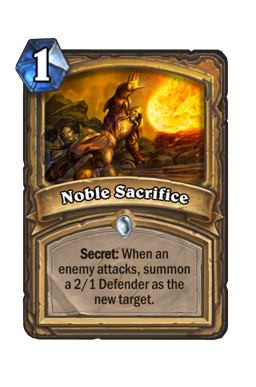 1
Noble Sacrifice
Secret: When an
enemy attacks, summon
a 2/1 Defender as
the new target.